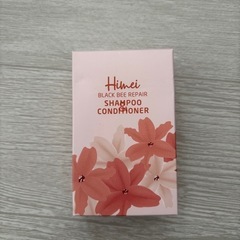 Himei
BLACK BEE REPAIR
SHAMPOO
&
CONDITIONER